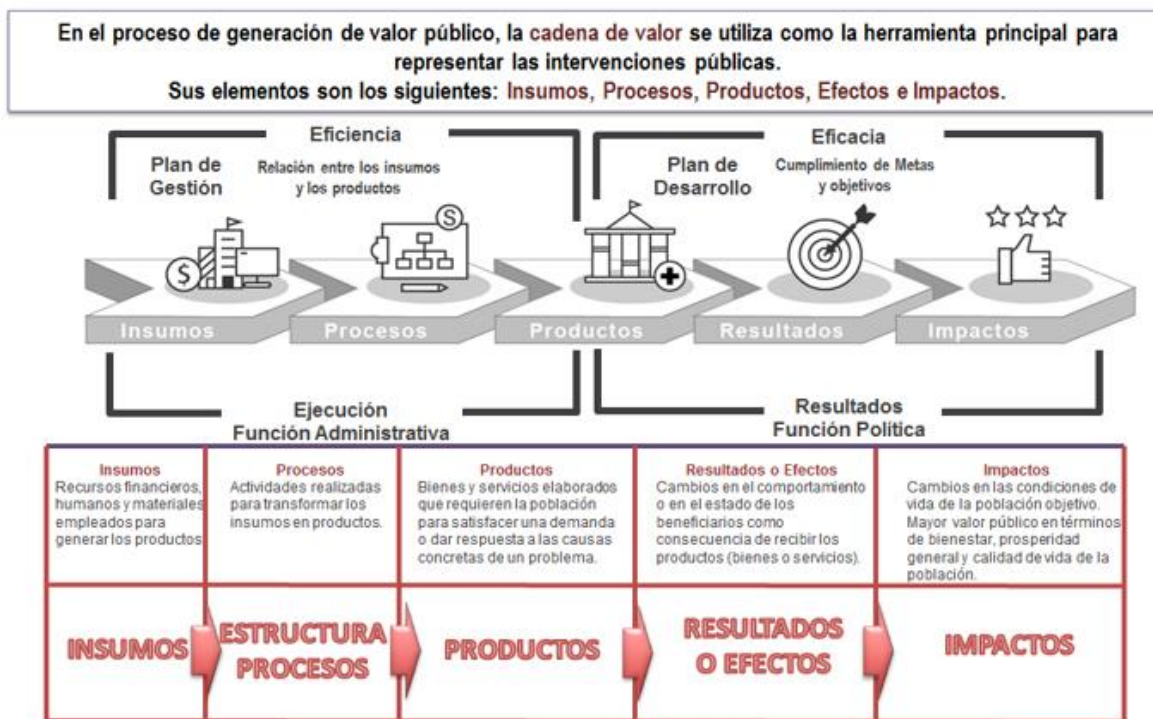 En el proceso de generación de valor público, la cadena de valor se utiliza como la herramienta principal para
representar las intervenciones públicas.
Sus elementos son los siguientes: Insumos, Procesos, Productos, Efectos e Impactos.
Eficiencia
Plan de
Gestión
Relación entre los insumos
y los productos
Eficacia
Plan de
Desarrollo
Cumplimiento de Metas
y objetivos
$
S
Insumos
Procesos
Productos
Resultados
Impactos
Ejecución
Función Administrativa
Resultados
Función Política
Insumos
Recursos financieros,
humanos y materiales
empleados para
generar los productos
Procesos
Actividades realizadas
para transformar los
insumos en productos.
Productos
Bienes y servicios elaborados
que requieren la población
para satisfacer una demanda
o dar respuesta a las causas
concretas de un problema.
Resultados o Efectos
Cambios en el comportamiento
o en el estado de los
beneficiarios como
consecuencia de recibir los
productos (bienes o servicios).
Impactos
Cambios en las condiciones de
vida de la población objetivo.
Mayor valor público en términos
de bienestar, prosperidad
general y calidad de vida de la
población.
INSUMOS
ESTRUCTURA
PROCESOS
PRODUCTOS
RESULTADOS
O EFECTOS
IMPACTOS